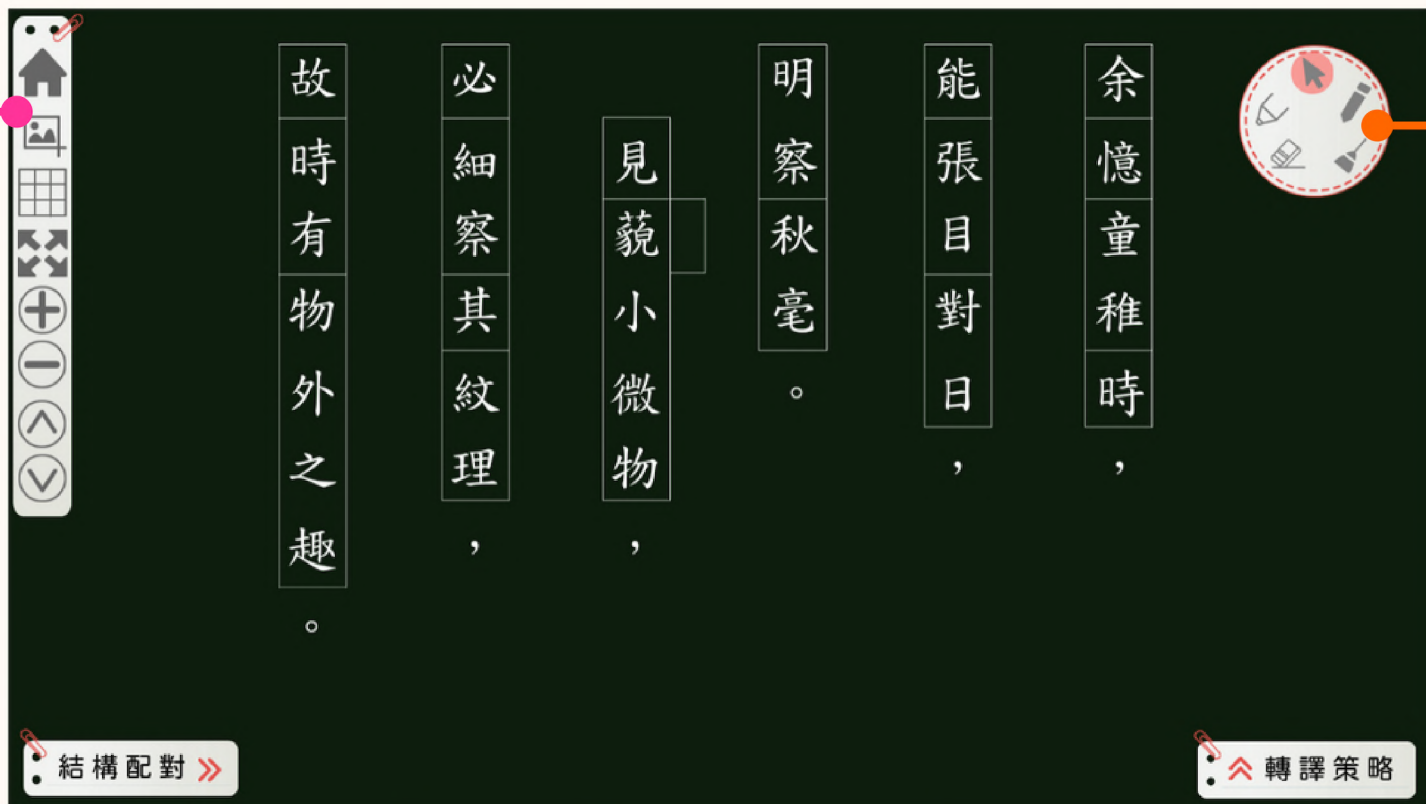 余憶童稚時，
能張目對日，
明察秋毫。
見藐小微物，
必細察其紋理，
故時有物外之趣。
結構配對
轉譯策略